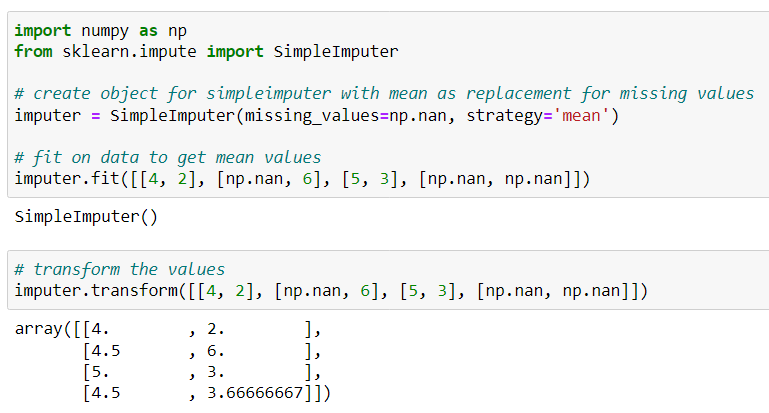 import numpy as np
from sklearn.impute import SimpleImputer
# create object for simpleimputer with mean as replacement for missing values
imputer = SimpleImputer(missing_values=np.nan, strategy='mean')
# fit on data to get mean values
imputer.fit([[4, 2], [np.nan, 6], [5, 3], [np.nan, np.nan]])
SimpleImputer()
# transform the values
imputer.transform([[4, 2], [np.nan, 6], [5, 3], [np.nan, np.nan]])
array([[4.        , 2.        ],
       [4.5       , 6.        ],
       [5.        , 3.        ],
       [4.5       , 3.66666667]])